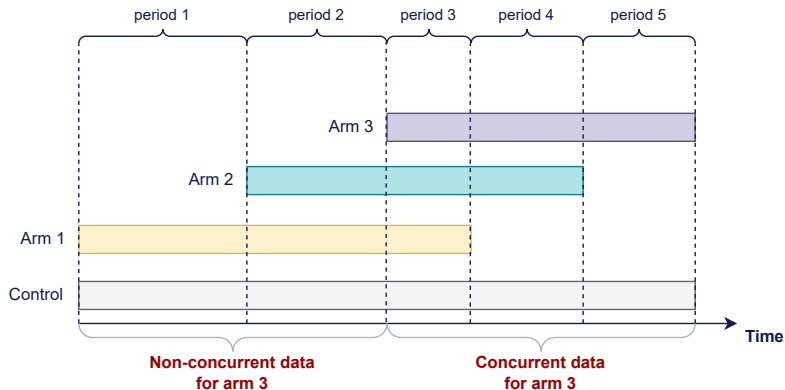 period 1
period 2
period 3
period 4
period 5
Arm 3
Arm 2
Arm 1
Control
Time
Non-concurrent data
for arm 3
Concurrent data
for arm 3